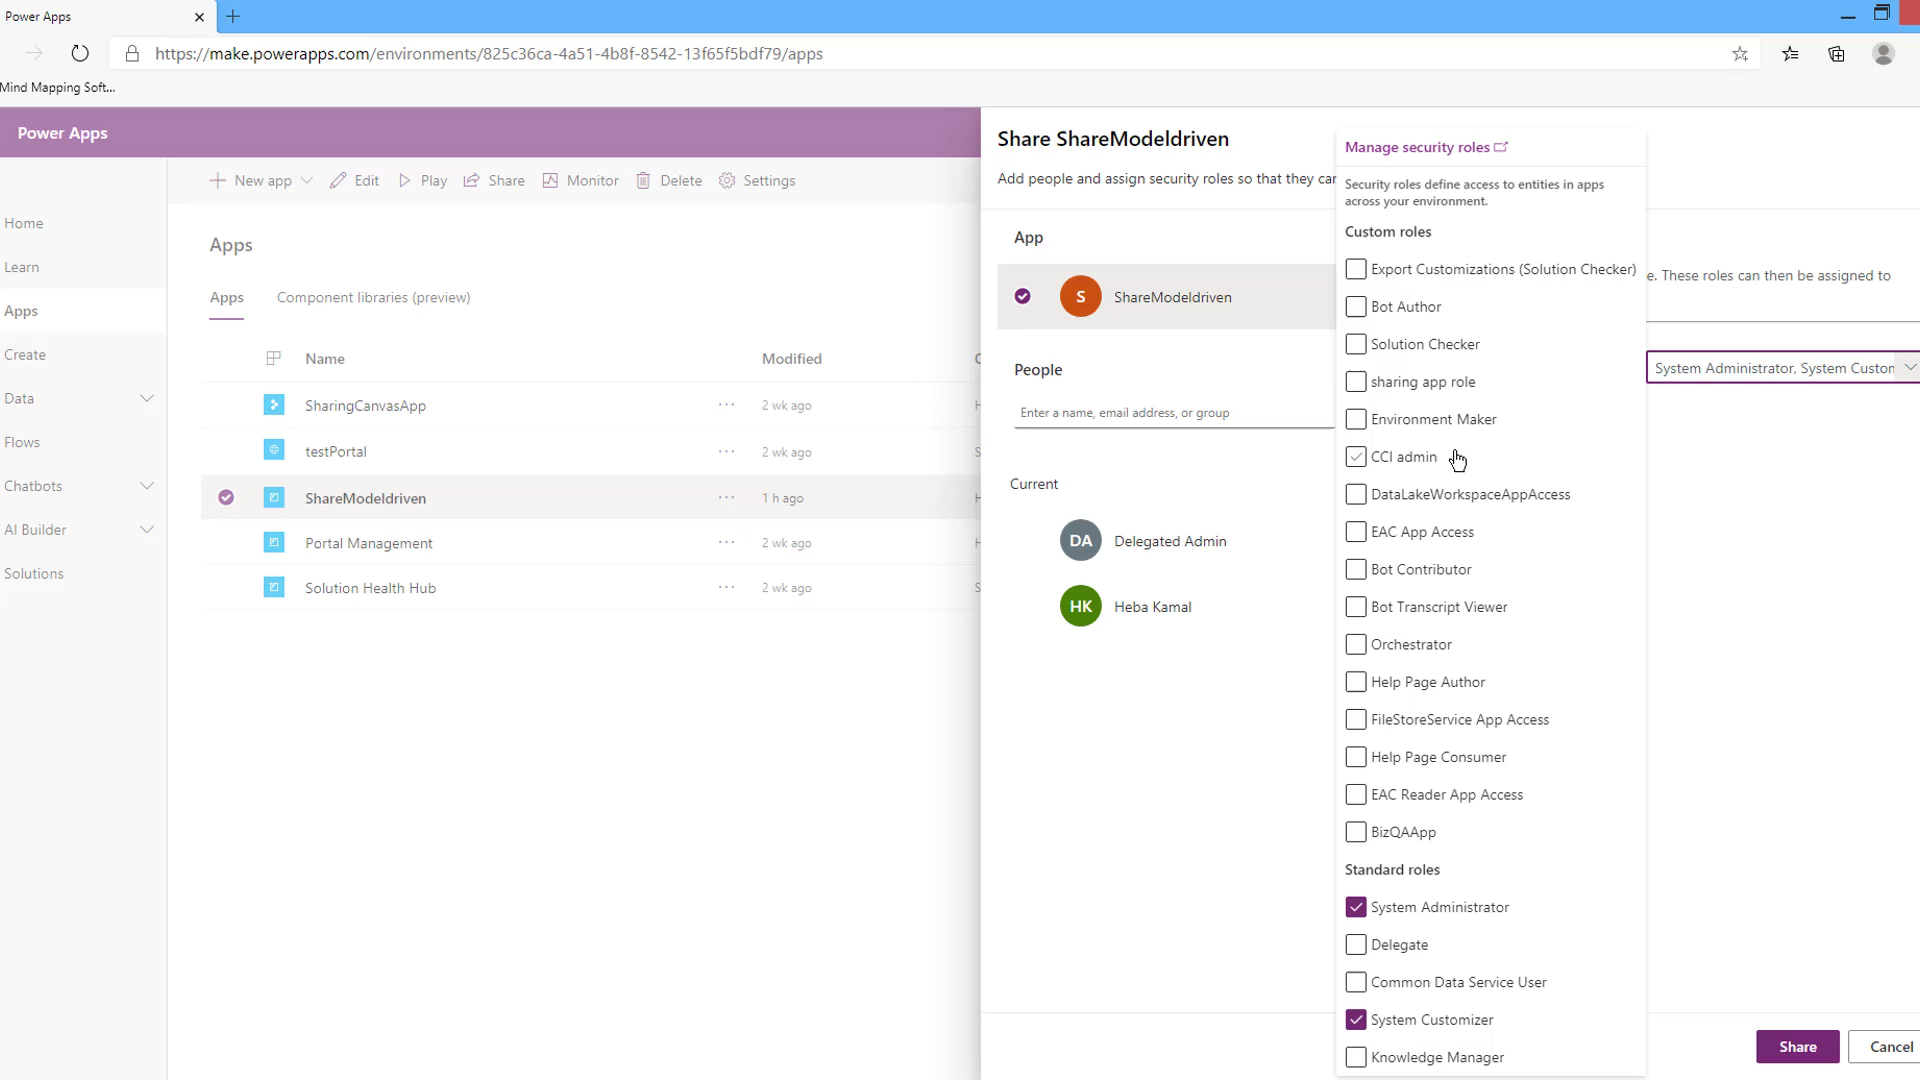 Power Apps
https://make.powerapps.com/environments/825c36ca-4a51-4b8f-8542-13f65f5bdf79/apps
Mind Mapping Soft...
Power Apps
New app
Edit
Play
Share
Monitor
Delete
Settings
Home
Learn
Apps
Create
Data
Flows
Chatbots
AI Builder
Solutions
Apps
Apps
Component libraries (preview)
Name
Modified
SharingCanvasApp
2 wk ago
testPortal
2 wk ago
ShareModeldriven
1 h ago
Portal Management
2 wk ago
Solution Health Hub
2 wk ago
Share ShareModeldriven
Add people and assign security roles so that they can
App
S
ShareModeldriven
People
Enter a name, email address, or group
Current
DA
Delegated Admin
HK
Heba Kamal
Manage security roles
Security roles define access to entities in apps
across your environment.
Custom roles
Export Customizations (Solution Checker)
Bot Author
Solution Checker
sharing app role
Environment Maker
CCI admin
DataLakeWorkspaceAppAccess
EAC App Access
Bot Contributor
Bot Transcript Viewer
Orchestrator
Help Page Author
FileStoreService App Access
Help Page Consumer
EAC Reader App Access
BizQAApp
Standard roles
System Administrator
Delegate
Common Data Service User
System Customizer
Knowledge Manager
e. These roles can then be assigned to
System Administrator, System Custon
Share
Cancel